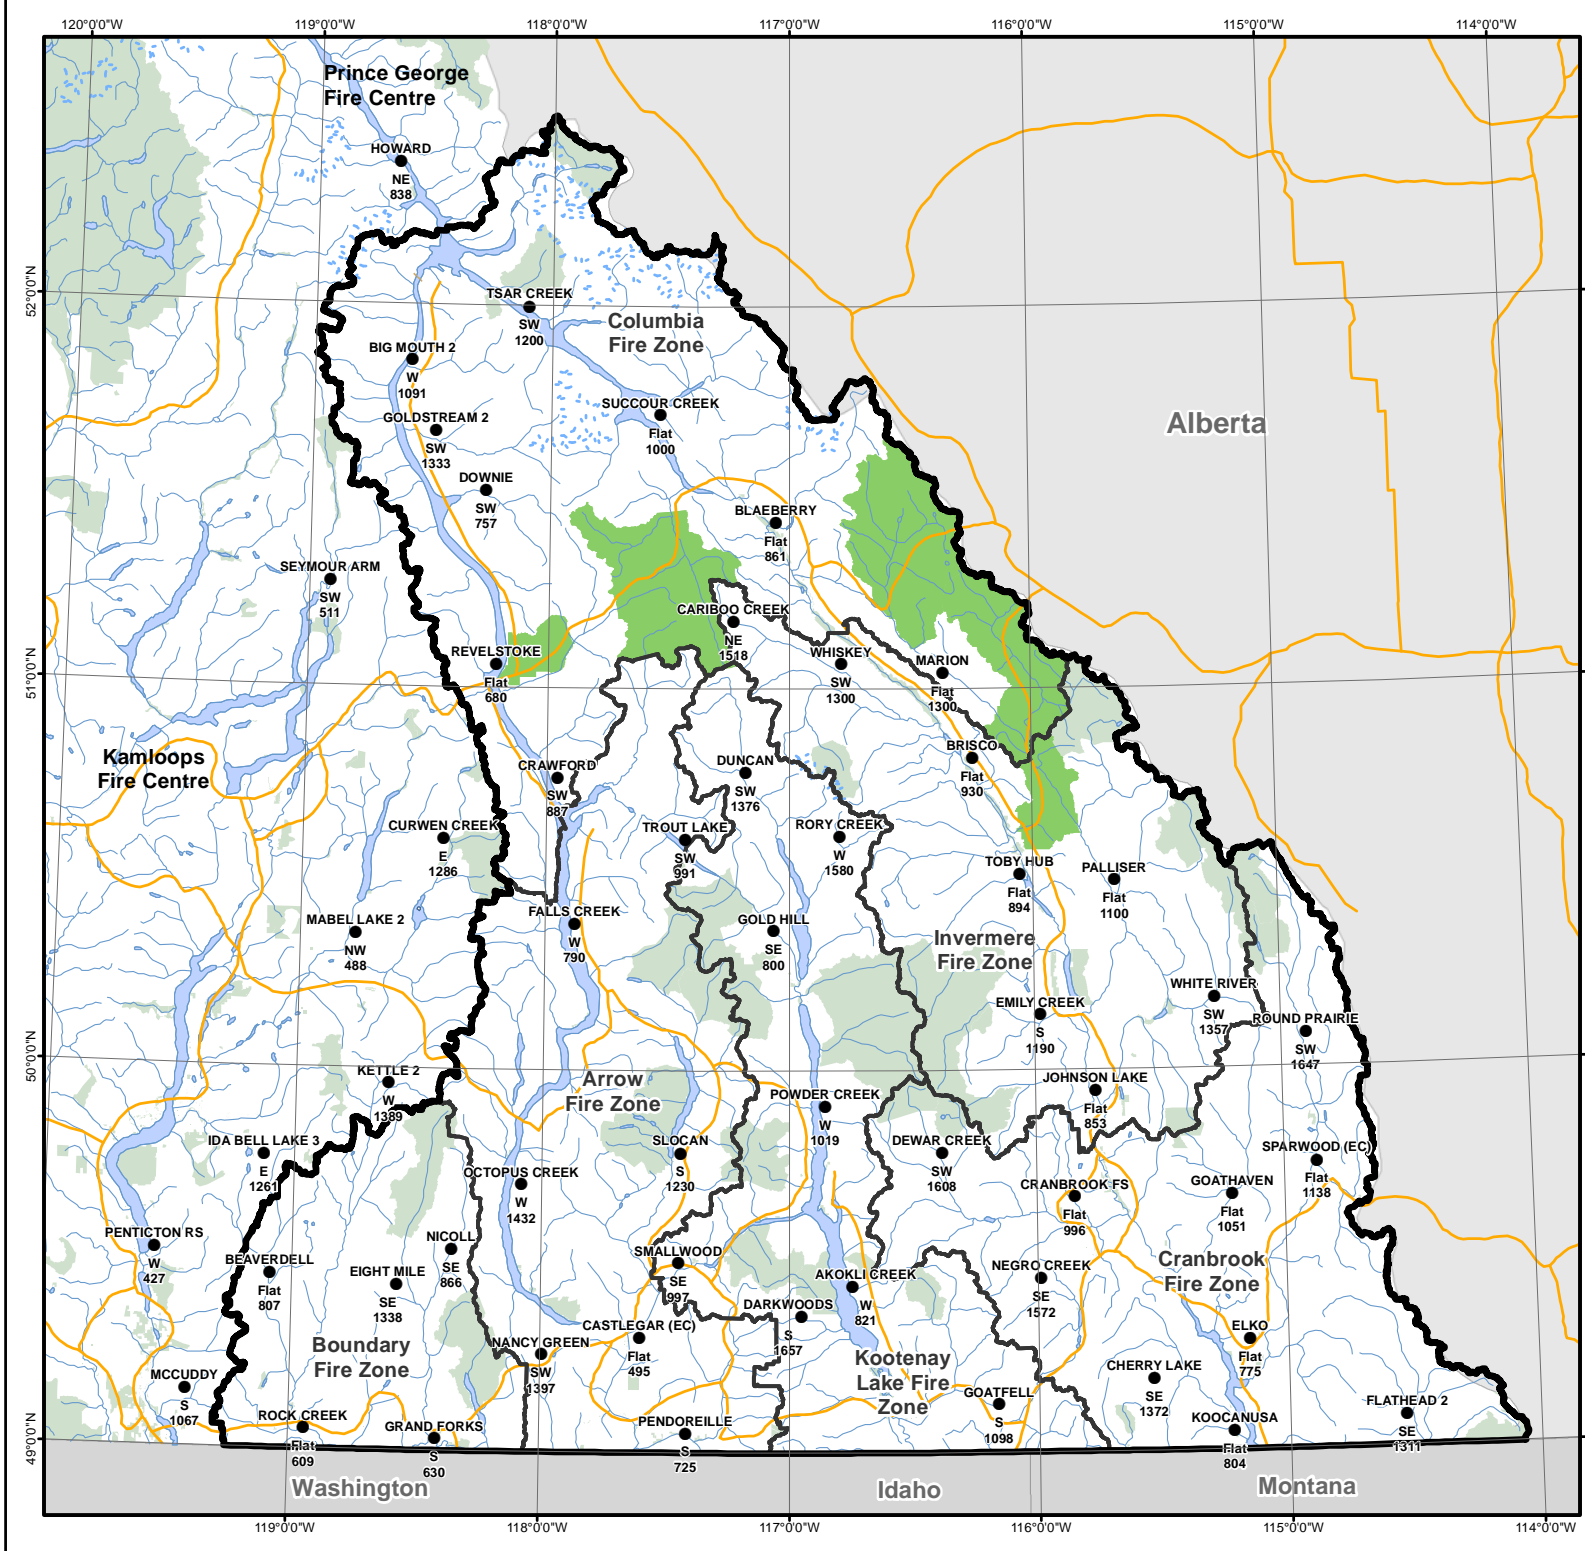 120°0'0"W
119°0'0"W
118°0'0"W
117°0'0"W
116°0'0"W
115°0'0"W
114°0'0"W
Prince George
Fire Centre
HOWARD
NE
838
52°0'0"N
TSAR CREEK
SW
1200
Columbia
Fire Zone
BIG MOUTH 2
W
1091
SUCCOUR CREEK
Flat
1000
GOLDSTREAM 2
SW
1333
Alberta
DOWNIE
SW
757
BLAEBERRY
Flat
861
SEYMOUR ARM
SW
511
CARIBOO CREEK
NE
1518
REVELSTOKE
Flat
680
WHISKEY
SW
1300
MARION
Flat
1300
51°0'0"N
Kamloops
Fire Centre
CRAWFORD
SW
887
DUNCAN
SW
1376
BRISCO
Flat
930
CURWEN CREEK
E
1286
TROUT LAKE
SW
991
RORY CREEK
W
1580
TOBY HUB
Flat
894
PALLISER
Flat
1100
MABEL LAKE 2
NW
488
FALLS CREEK
W
790
GOLD HILL
SE
800
Invermere
Fire Zone
WHITE RIVER
SW
1357
EMILY CREEK
S
1190
ROUND PRAIRIE
SW
1647
50°0'0"N
KETTLE 2
W
1389
Arrow
Fire Zone
JOHNSON LAKE
Flat
853
POWDER CREEK
W
1019
IDA BELL LAKE 3
E
1261
SLOCAN
S
1230
DEWAR CREEK
SW
1608
SPARWOOD (EC)
Flat
1138
OCTOPUS CREEK
W
1432
CRANBROOK FS
Flat
996
GOATHAVEN
Flat
1051
PENTICTON RS
W
427
BEAVERDELL
Flat
807
NICOLL
SE
866
EIGHT MILE
SE
1338
SMALLWOOD
SE
997
AKOKLI CREEK
W
821
NEGRO CREEK
SE
1572
Cranbrook
Fire Zone
DARKWOODS
S
1657
CASTLEGAR (EC)
Flat
495
ELKO
Flat
775
Boundary
Fire Zone
NANCY GREEN
SW
1397
Kootenay
Lake Fire
Zone
MCCUDDY
S
1067
CHERRY LAKE
SE
1372
GOATFELL
S
1098
FLATHEAD 2
SE
1311
ROCK CREEK
Flat
609
GRAND FORKS
S
630
PENDOREILLE
S
725
KOOCANUSA
Flat
804
49°0'0"N
Washington
Idaho
Montana
119°0'0"W
118°0'0"W
117°0'0"W
116°0'0"W
115°0'0"W
114°0'0"W